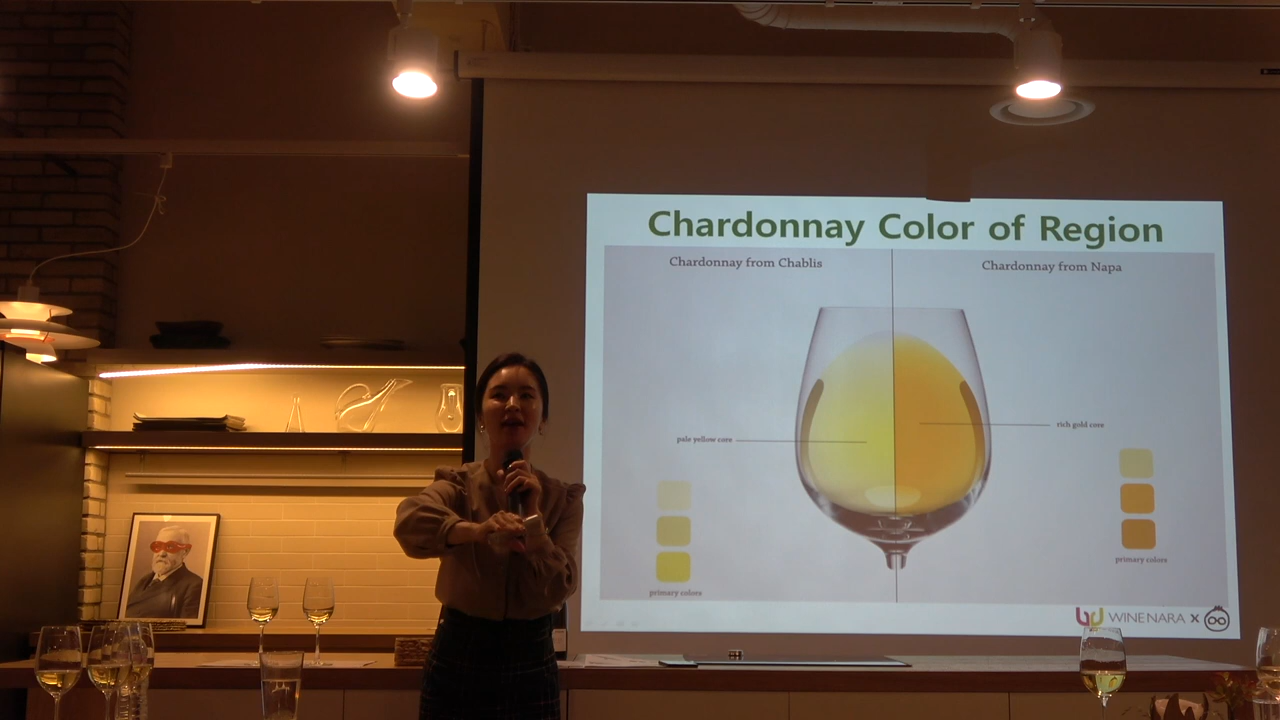 Chardonnay Color of Region
Chardonnay from Chablis
Chardonnay from Napa
pale yellow core
rich gold core
primary colors
primary colors
WINENARA X